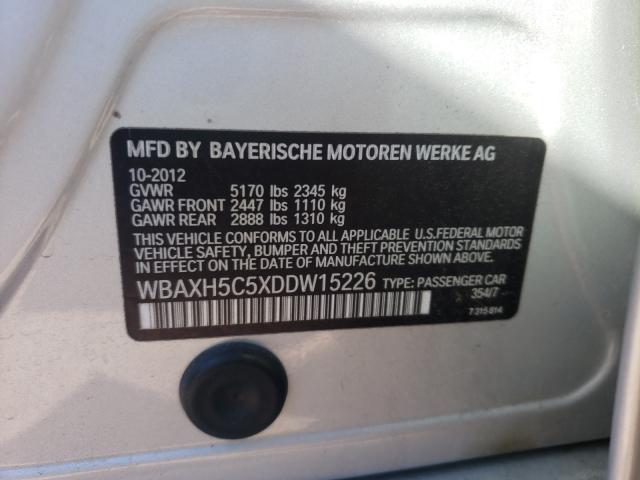 MFD BY BAYERISCHE MOTOREN WERKE AG
10-2012
GVWR 5170 lbs 2345 kg
GAWR FRONT 2447 lbs 1110 kg
GAWR REAR 2888 lbs 1310 kg
THIS VEHICLE CONFORMS TO ALL APPLICABLE U.S.FEDERAL MOTOR
VEHICLE SAFETY, BUMPER AND THEFT PREVENTION STANDARDS
IN EFFECT ON THE DATE OF MANUFACTURE SHOWN ABOVE.
WBAXH5C5XDDW15226 TYPE: PASSENGER CAR
354/7
7 315 814